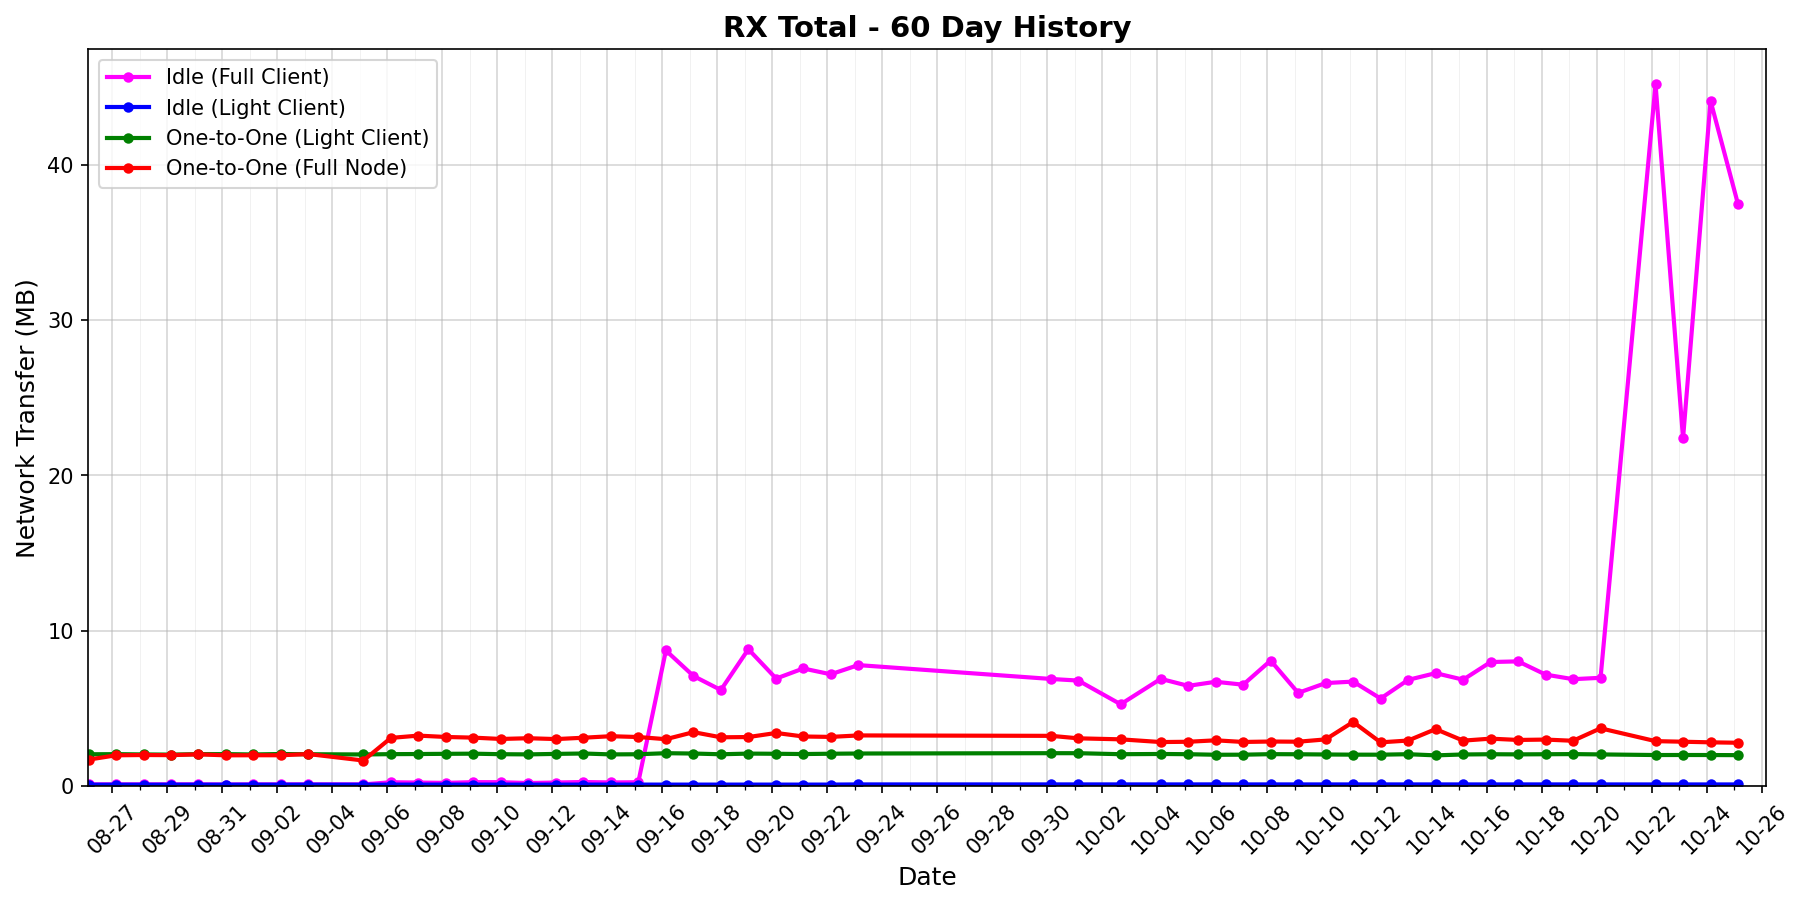 RX Total - 60 Day History
Idle (Full Client)
Idle (Light Client)
One-to-One (Light Client)
One-to-One (Full Node)
Network Transfer (MB)
40
30
20
10
0
08-27 08-29 08-31 09-02 09-04 09-06 09-08 09-10 09-12 09-14 09-16 09-18 09-20 09-22 09-24 09-26 09-28 09-30 10-02 10-04 10-06 10-08 10-10 10-12 10-14 10-16 10-18 10-20 10-22 10-24 10-26
Date